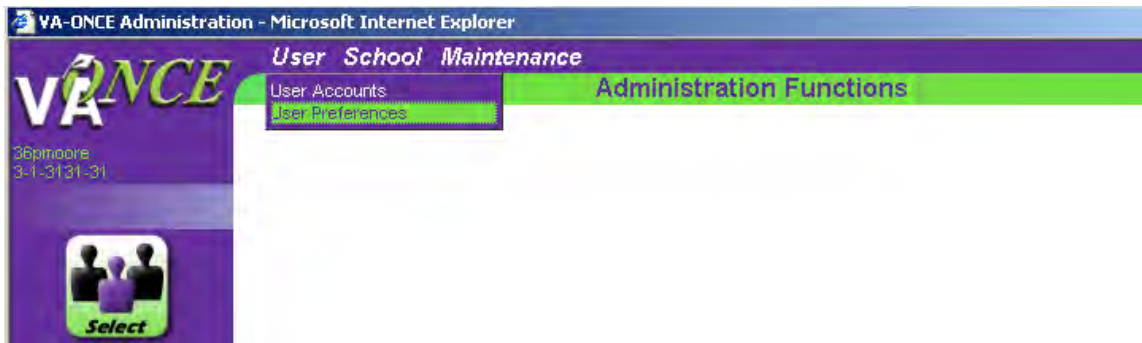 VA-ONCE Administration - Microsoft Internet Explorer
VA ONCE
User School Maintenance
User Accounts
User Preferences
Administration Functions
36pmoore
3-1-3131-31
Select